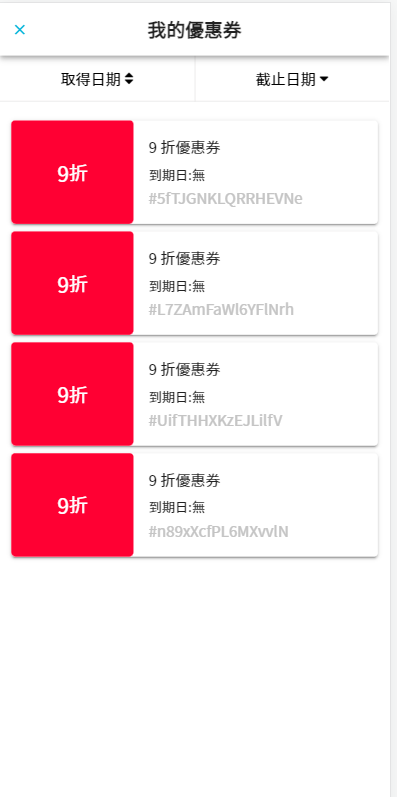 我的優惠券
取得日期
截止日期
9折
9 折優惠券
到期日:無
#5fTJGNKLQRRHEVNe
9折
9 折優惠券
到期日:無
#L7ZAmFaWl6YFlNrh
9折
9 折優惠券
到期日:無
#UifTHHXKzEJLilfV
9折
9 折優惠券
到期日:無
#n89xXcfPL6MXvvlN